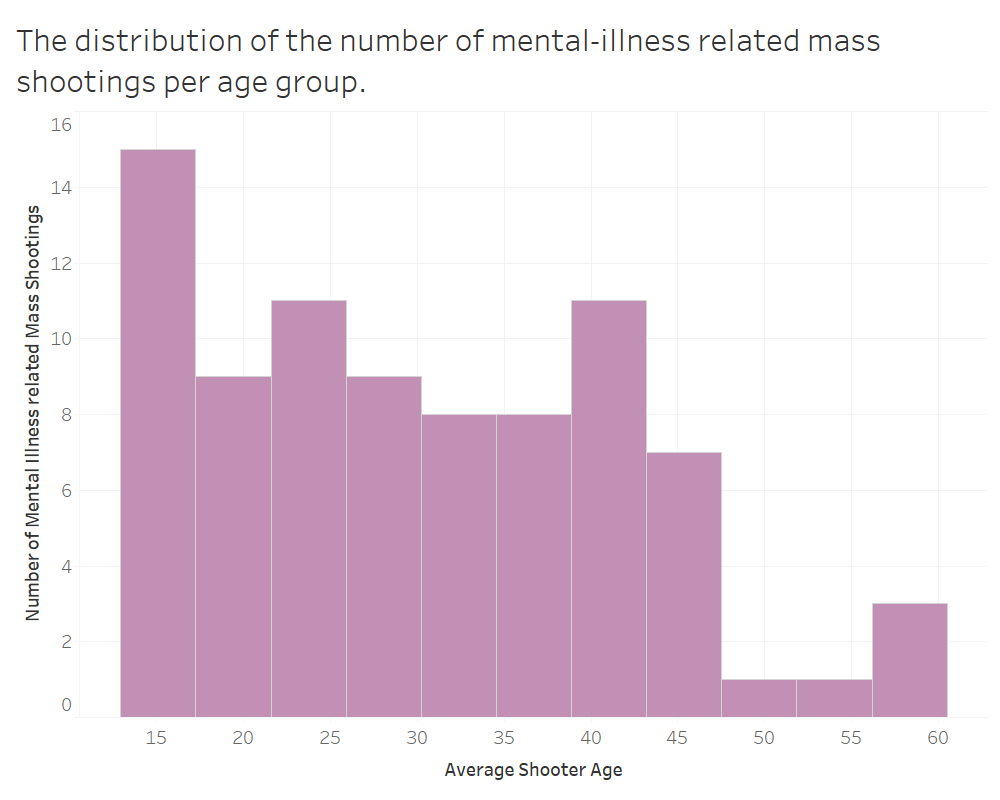 The distribution of the number of mental-illness related mass
shootings per age group.
Number of Mental Illness related Mass Shootings
16
14
12
10
8
6
4
2
0
15 20 25 30 35 40 45 50 55 60
Average Shooter Age